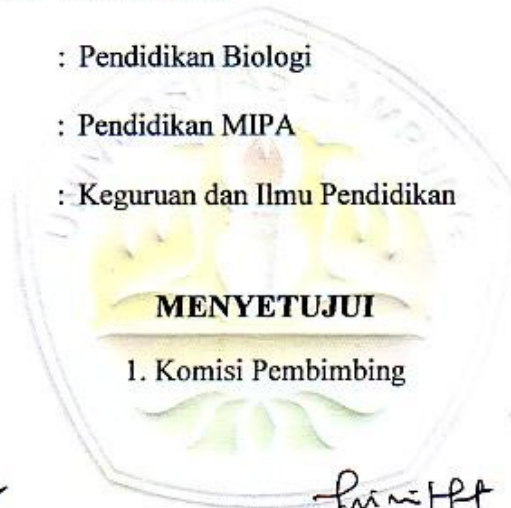 : Pendidikan Biologi
: Pendidikan MIPA
: Keguruan dan Ilmu Pendidikan
MENYETUJUI
1. Komisi Pembimbing